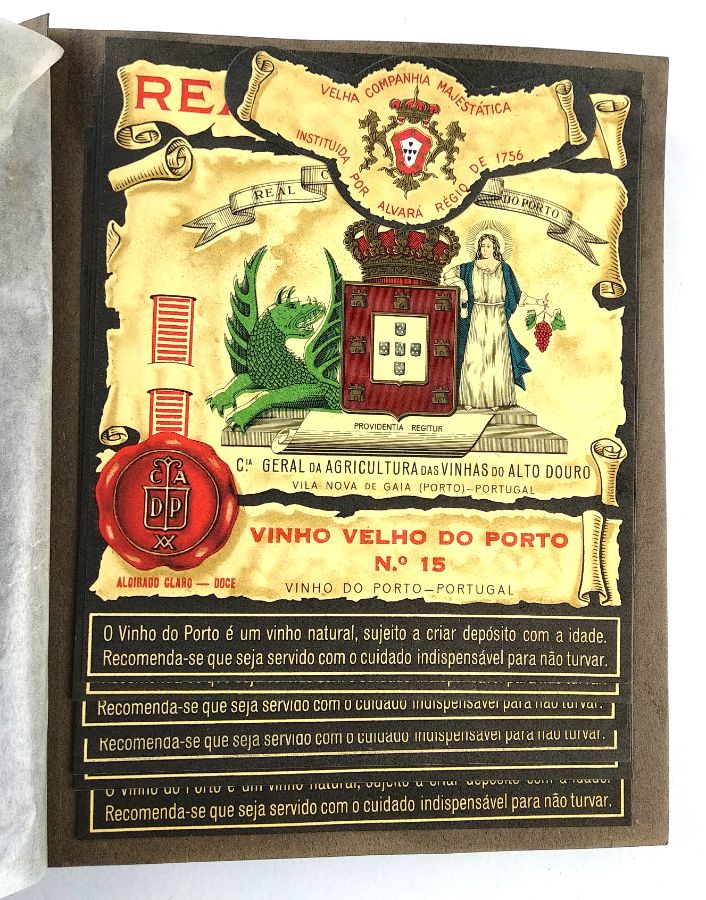 REA
VELHA COMPANHIA MAJESTÁTICA
INSTITUIDA POR ALVARÁ RÉGIO DE 1756
REAL C
DO PORTO
PROVIDENTIA REGITUR
Cᴵᴬ GERAL DA AGRICULTURA DAS VINHAS DO ALTO DOURO
VILA NOVA DE GAIA (PORTO)–PORTUGAL
C A
D P
VINHO VELHO DO PORTO
N.º 15
ALOIRADO CLARO — DOCE
VINHO DO PORTO–PORTUGAL
O Vinho do Porto é um vinho natural, sujeito a criar depósito com a idade.
Recomenda-se que seja servido com o cuidado indispensável para não turvar.
Recomenda-se que seja servido com o cuidado indispensável para não turvar.
Recomenda-se que seja servido com o cuidado indispensável para não turvar.
O Vinho do Porto é um vinho natural, sujeito a criar depósito com a idade.
Recomenda-se que seja servido com o cuidado indispensável para não turvar.